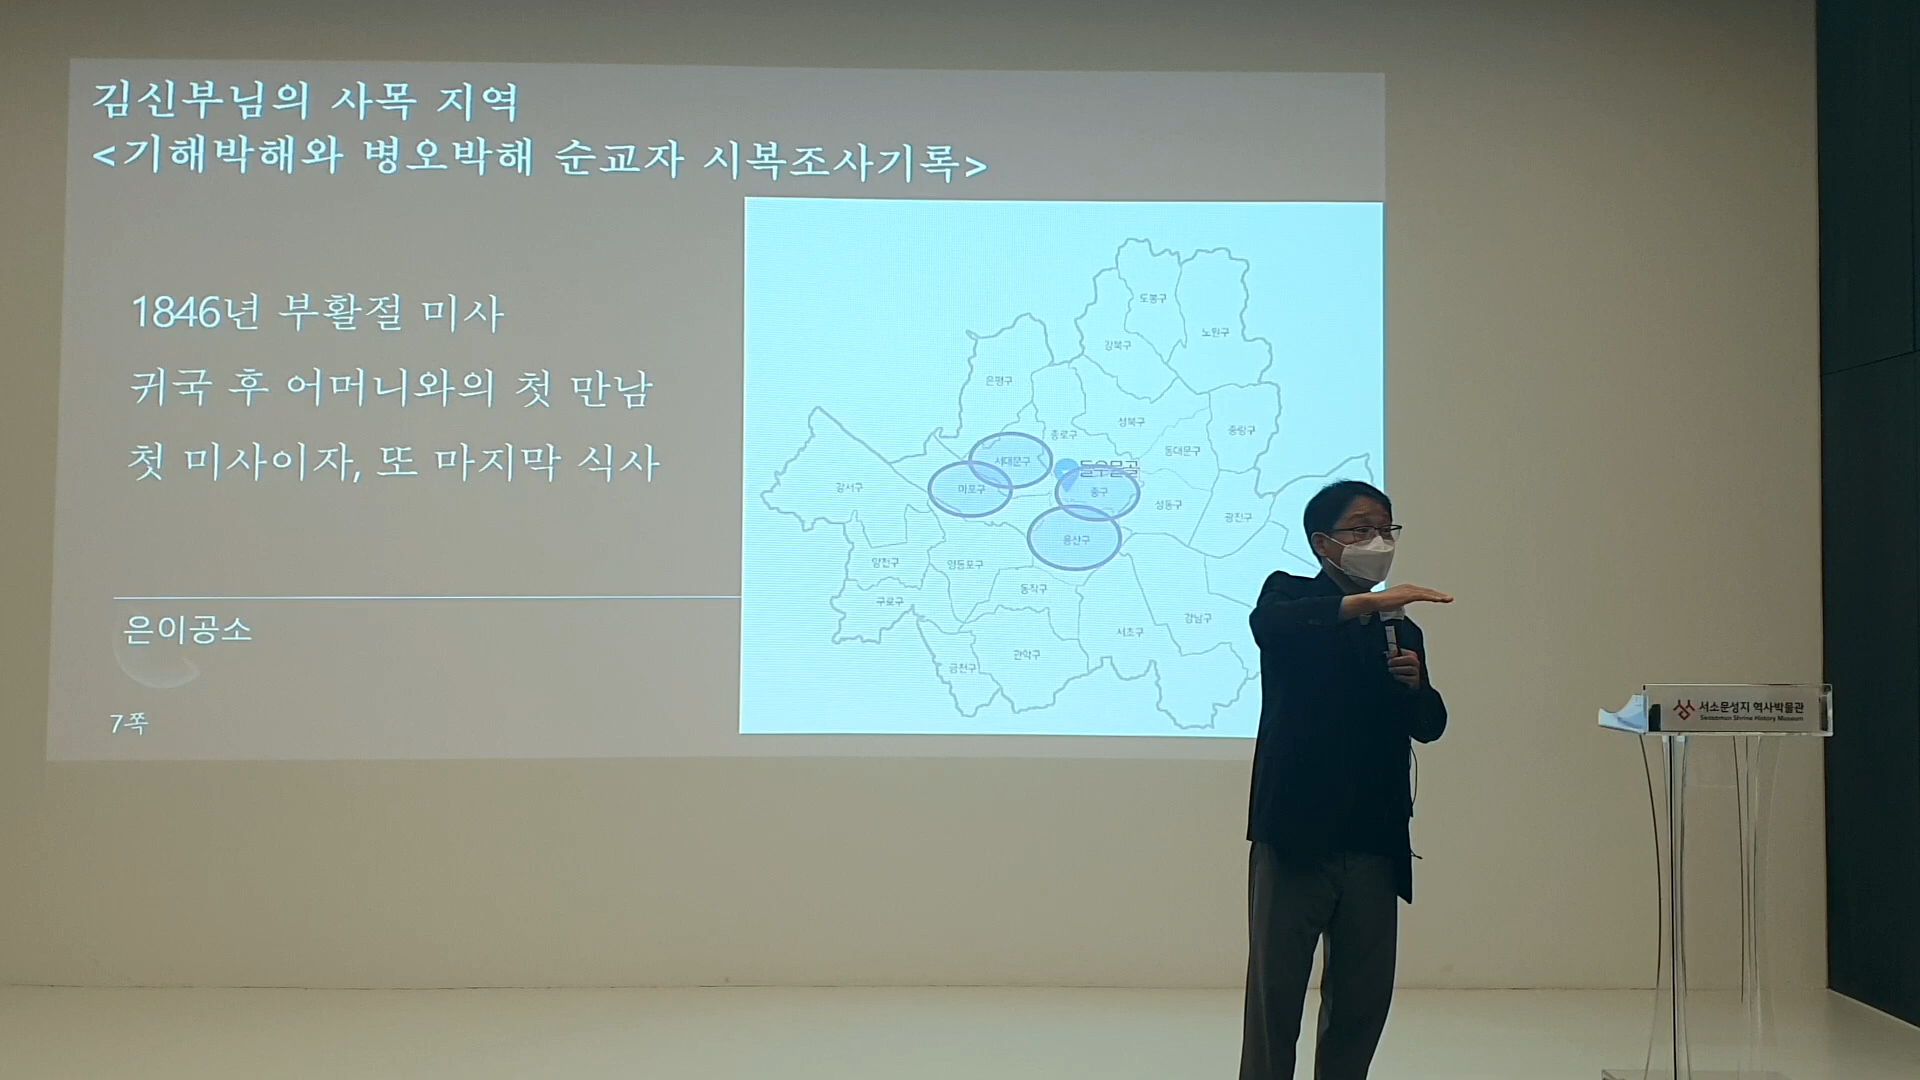 김신부님의 사목 지역
<기해박해와 병오박해 순교자 시복조사기록>
1846년 부활절 미사
귀국 후 어머니와의 첫 만남
첫 미사이자, 또 마지막 식사
은이공소
7쪽
도봉구
노원구
강북구
은평구
성북구
중랑구
종로구
동대문구
서대문구
돌우물골
강서구
마포구
중구
성동구
광진구
용산구
양천구
영등포구
동작구
구로구
강남구
서초구
관악구
금천구
서소문성지 역사박물관
Seosomun Shrine History Museum